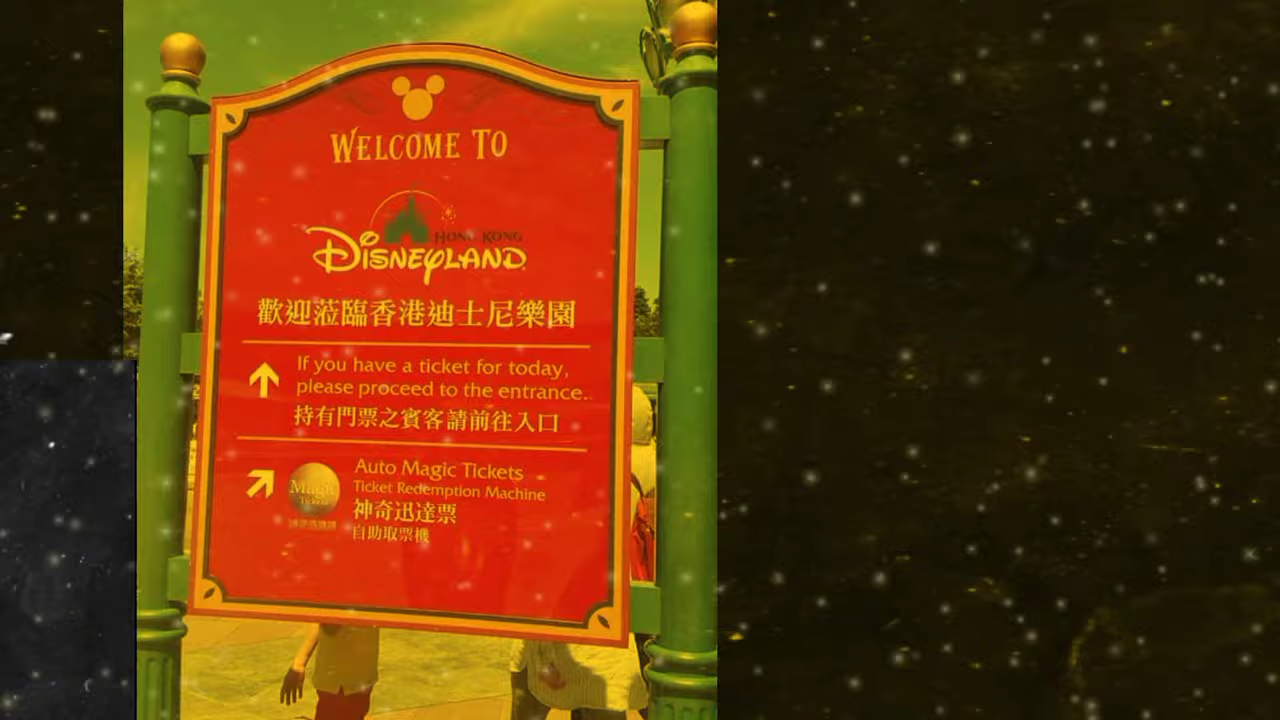 WELCOME TO
HONG KONG
DISNEYLAND
歡迎蒞臨香港迪士尼樂園
If you have a ticket for today,
please proceed to the entrance.
持有門票之賓客請前往入口
Auto Magic Tickets
Ticket Redemption Machine
神奇迅達票
自助取票機
Magic
Tickets